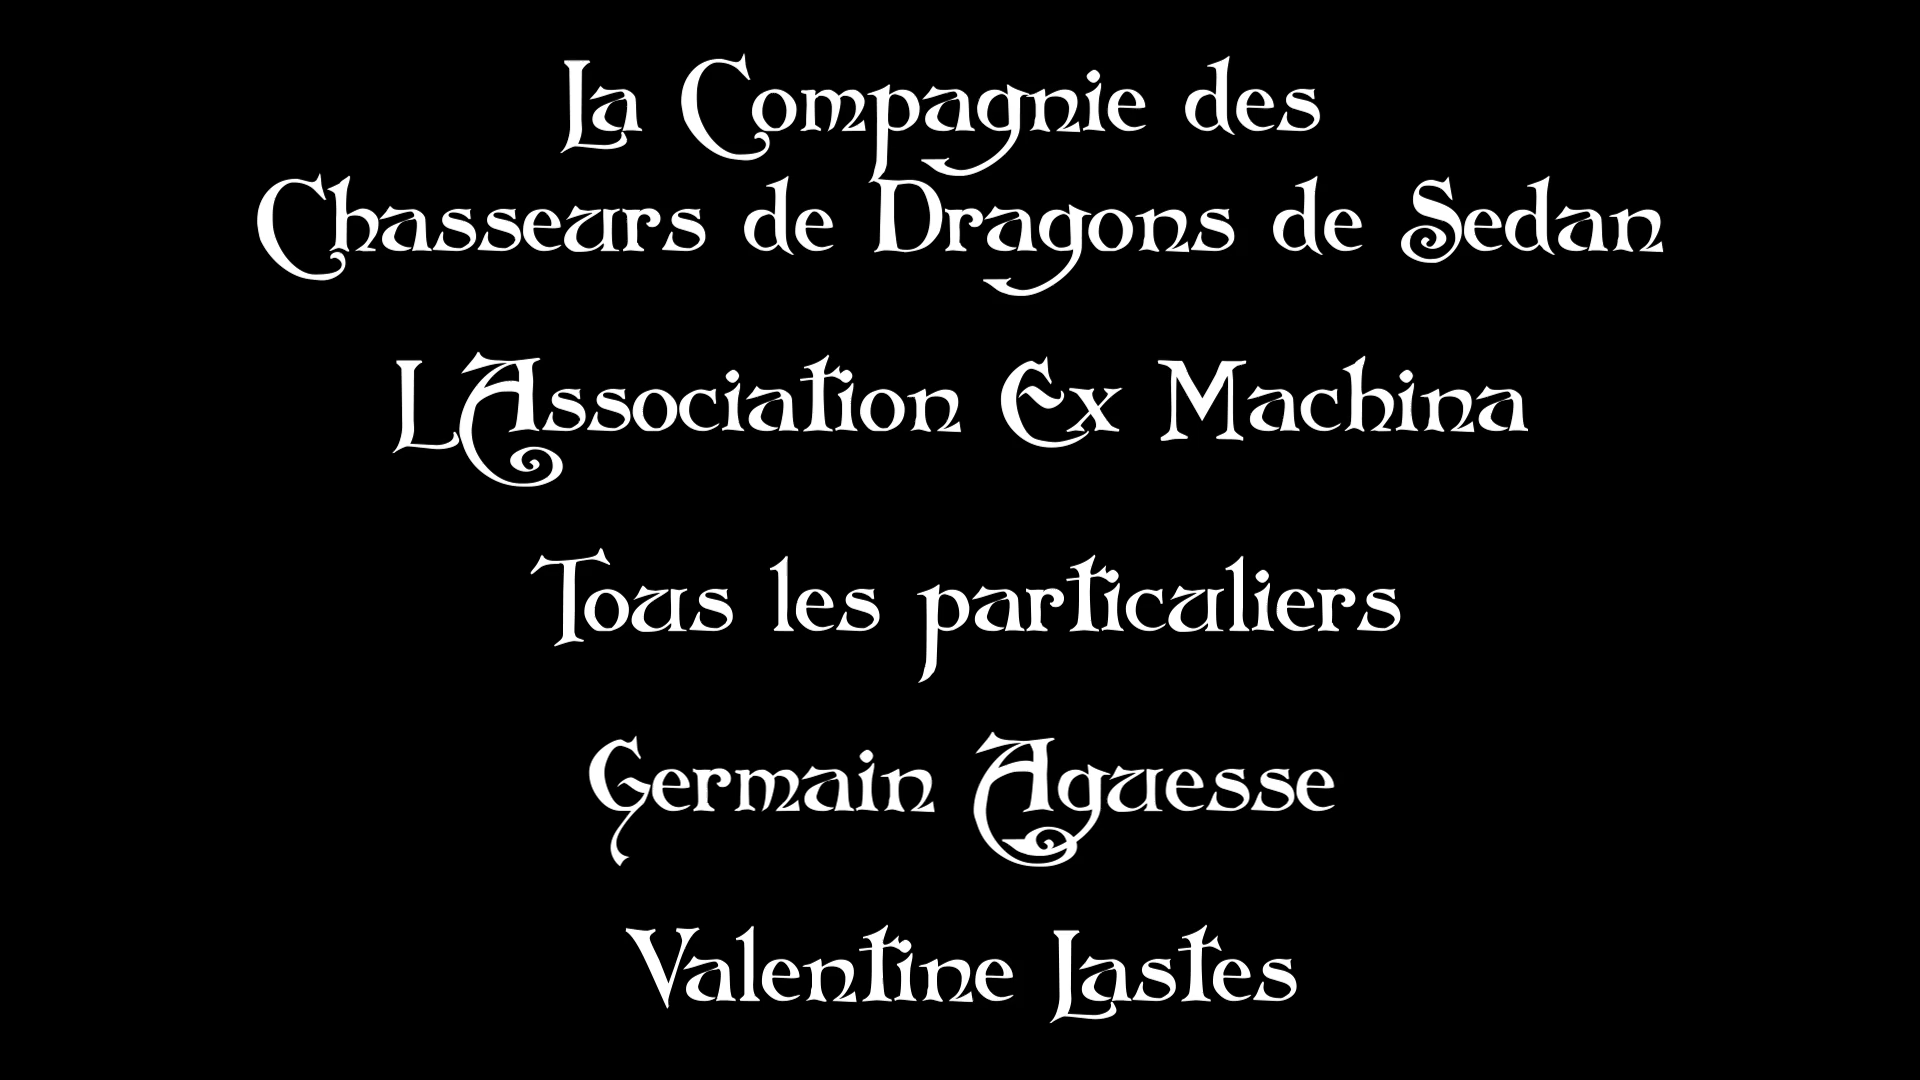 La Compagnie des
Chasseurs de Dragons de Sedan
L Association Ex Machina
Tous les particuliers
Germain Aguesse
Valentine Lastes